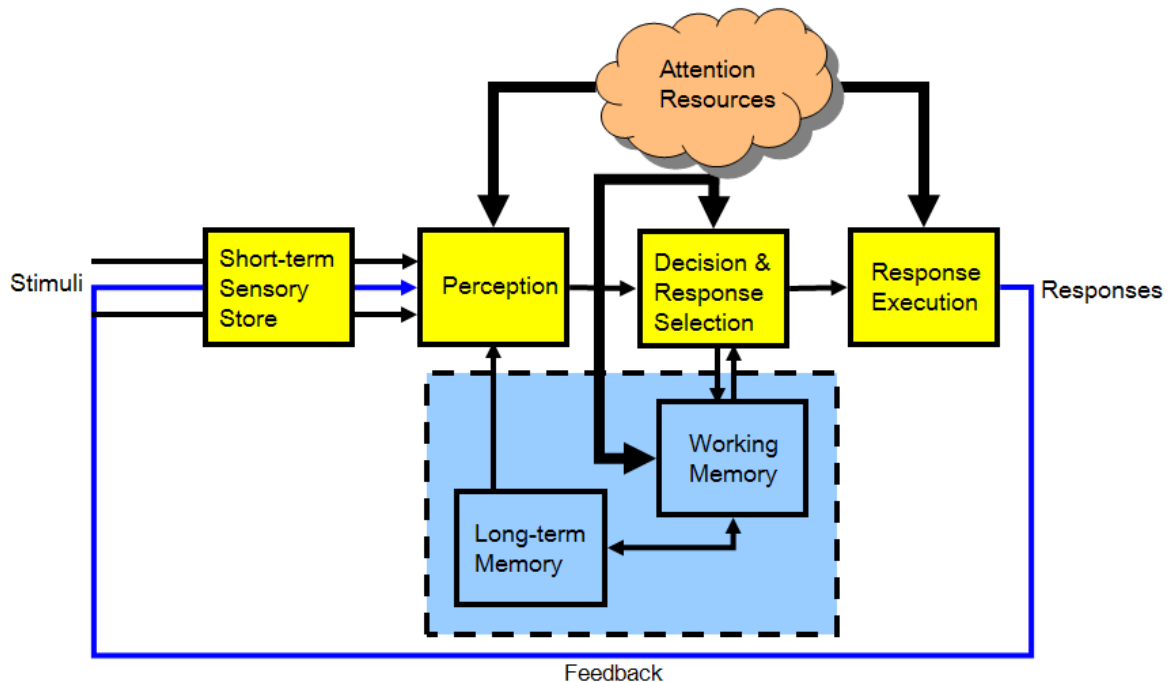 Attention
Resources
Stimuli
Short-term
Sensory
Store
Perception
Decision &
Response
Selection
Response
Execution
Responses
Working
Memory
Long-term
Memory
Feedback